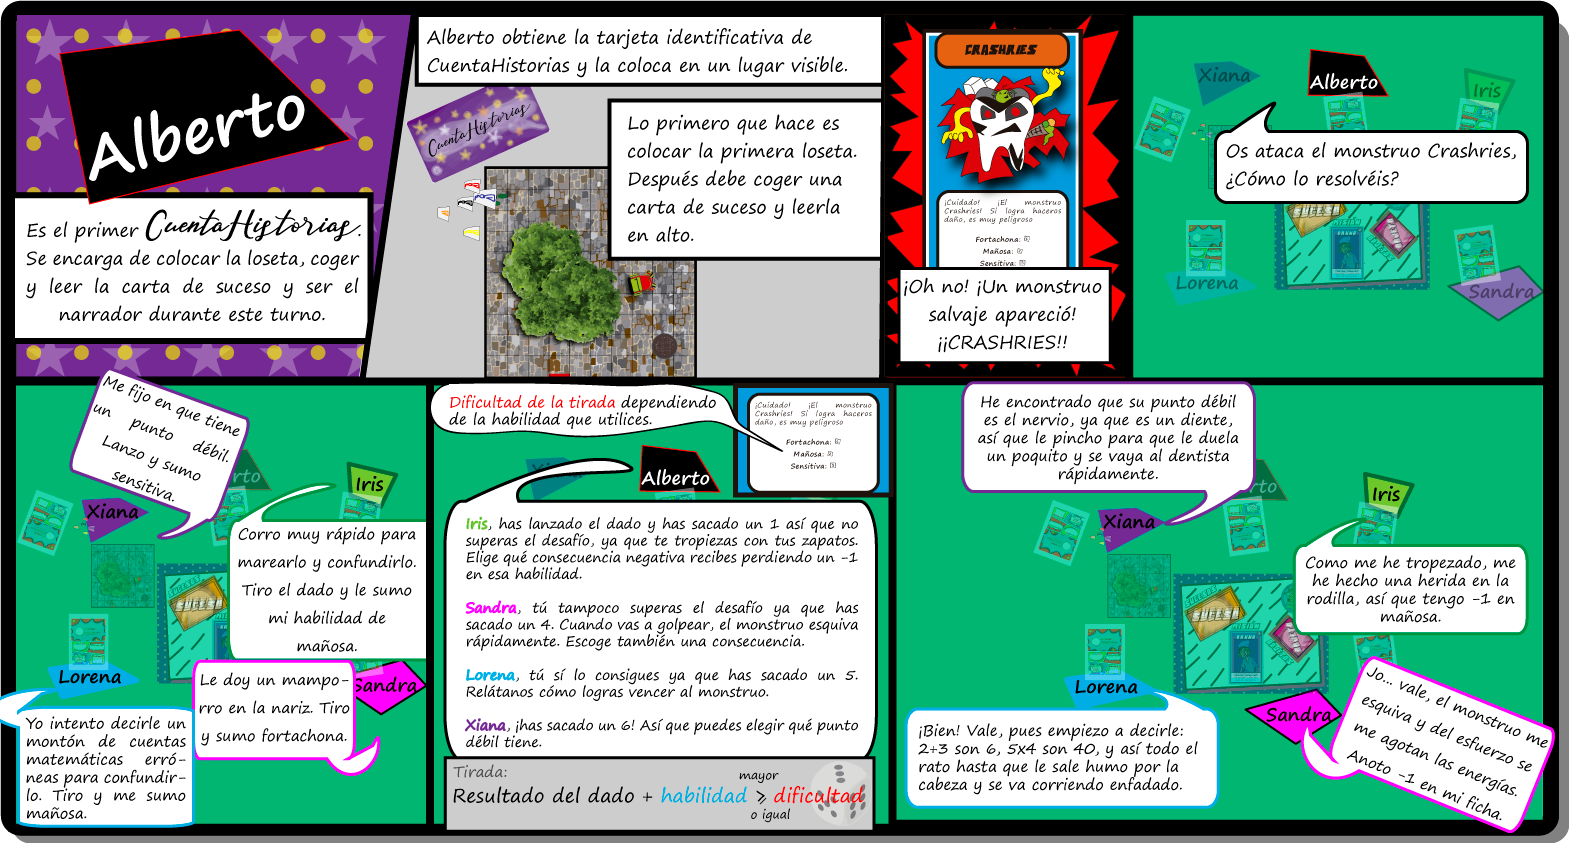 Alberto
Es el primer CuentaHistorias.
Se encarga de colocar la loseta, coger
y leer la carta de suceso y ser el
narrador durante este turno.
Alberto obtiene la tarjeta identificativa de
CuentaHistorias y la coloca en un lugar visible.
CuentaHistorias
Lo primero que hace es
colocar la primera loseta.
Después debe coger una
carta de suceso y leerla
en alto.
CRASHRIES
¡Cuidado! ¡El monstruo
Crashries! Si logra haceros
daño, es muy peligroso
Fortachona:
Mañosa:
Sensitiva:
¡Oh no! ¡Un monstruo
salvaje apareció!
¡¡CRASHRIES!!
Xiana
Alberto
Iris
Os ataca el monstruo Crashries,
¿Cómo lo resolvéis?
Lorena
Sandra
Me fijo en que tiene
un punto débil.
Lanzo y sumo
sensitiva.
Xiana
Iris
Corro muy rápido para
marearlo y confundirlo.
Tiro el dado y le sumo
mi habilidad de
mañosa.
SUCESOS
Lorena
Sandra
Le doy un mampo-
rro en la nariz. Tiro
y sumo fortachona.
Yo intento decirle un
montón de cuentas
matemáticas erró-
neas para confundir-
lo. Tiro y me sumo
mañosa.
Dificultad de la tirada dependiendo
de la habilidad que utilices.
¡Cuidado! ¡El monstruo
Crashries! Si logra haceros
daño, es muy peligroso
Fortachona:
Mañosa:
Sensitiva:
Alberto
Iris, has lanzado el dado y has sacado un 1 así que no
superas el desafío, ya que te tropiezas con tus zapatos.
Elige qué consecuencia negativa recibes perdiendo un -1
en esa habilidad.
Sandra, tú tampoco superas el desafío ya que has
sacado un 4. Cuando vas a golpear, el monstruo esquiva
rápidamente. Escoge también una consecuencia.
Lorena, tú sí lo consigues ya que has sacado un 5.
Relátanos cómo logras vencer al monstruo.
Xiana, ¡has sacado un 6! Así que puedes elegir qué punto
débil tiene.
Tirada:
mayor
Resultado del dado + habilidad ⩾ dificultad
o igual
He encontrado que su punto débil
es el nervio, ya que es un diente,
así que le pincho para que le duela
un poquito y se vaya al dentista
rápidamente.
Xiana
Iris
Como me he tropezado, me
he hecho una herida en la
rodilla, así que tengo -1 en
mañosa.
SUCESOS
Lorena
Sandra
¡Bien! Vale, pues empiezo a decirle:
2+3 son 6, 5x4 son 40, y así todo el
rato hasta que le sale humo por la
cabeza y se va corriendo enfadado.
Jo... vale, el monstruo me
esquiva y del esfuerzo se
me agotan las energías.
Anoto -1 en mi ficha.